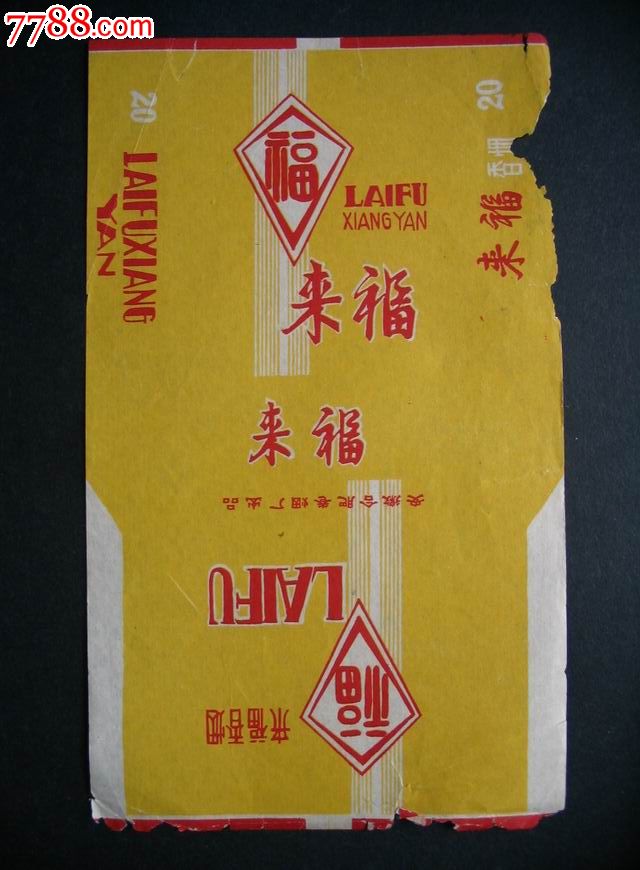 7788.com
20
LAIFUXIANG
YAN
福
LAIFU
XIANGYAN
来福
20
来福 香烟
来福
安徽合肥卷烟厂出品
LAIFU
福
来福香烟